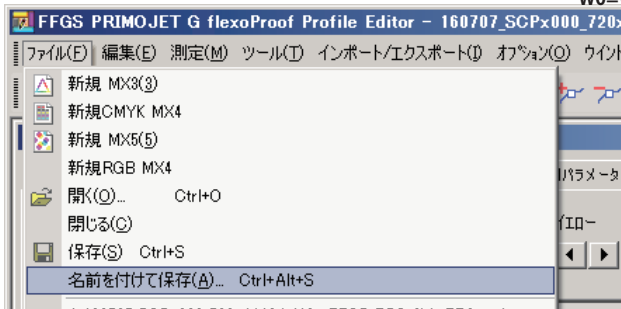 FFGS PRIMOJET G flexoProof Profile Editor - 160707_SCPx000_720x
ファイル(F) 編集(E) 測定(M) ツール(T) インポート/エクスポート(I) オプション(O) ウイント
新規 MX3(3)
新規CMYK MX4
新規 MX5(5)
新規RGB MX4
パラメータ
開く(O)... Ctrl+O
閉じる(C)
イエロー
保存(S) Ctrl+S
名前を付けて保存(A)... Ctrl+Alt+S